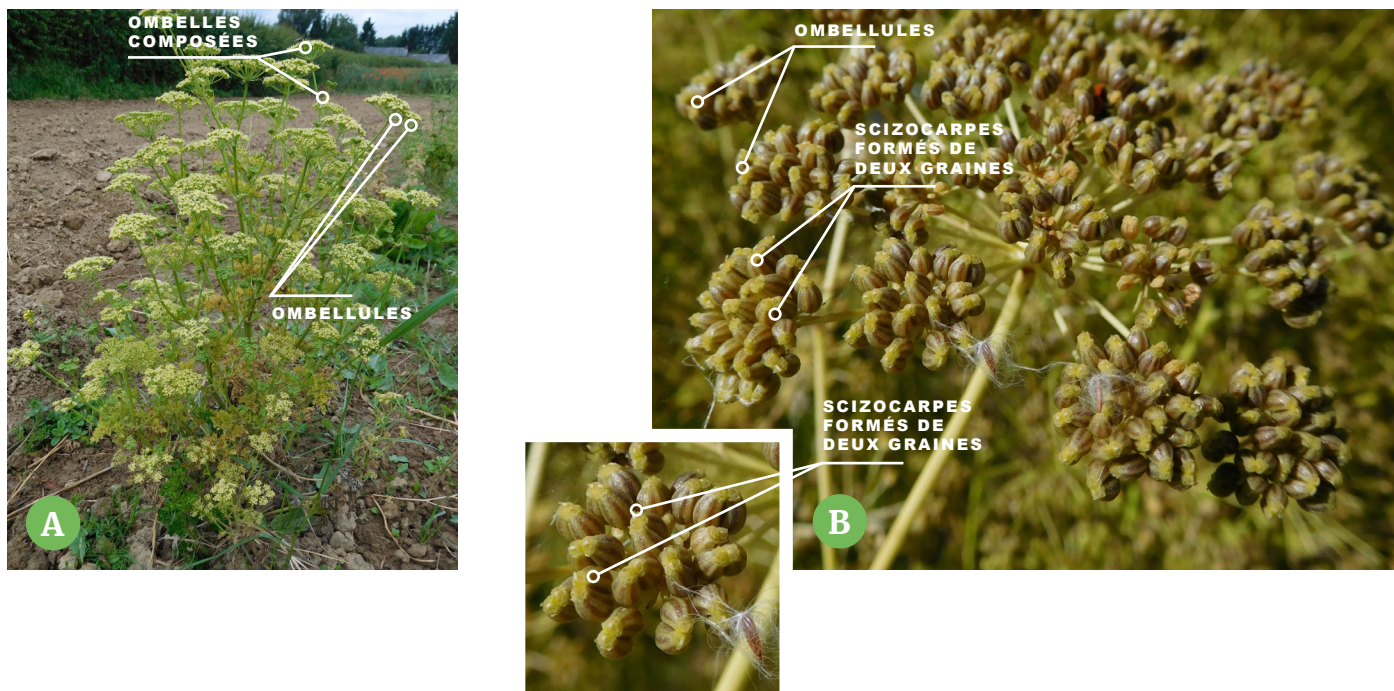 OMBELLES
COMPOSÉES
OMBELLULES
A
OMBELLULES
SCIZOCARPES
FORMÉS DE
DEUX GRAINES
SCIZOCARPES
FORMÉS DE
DEUX GRAINES
B